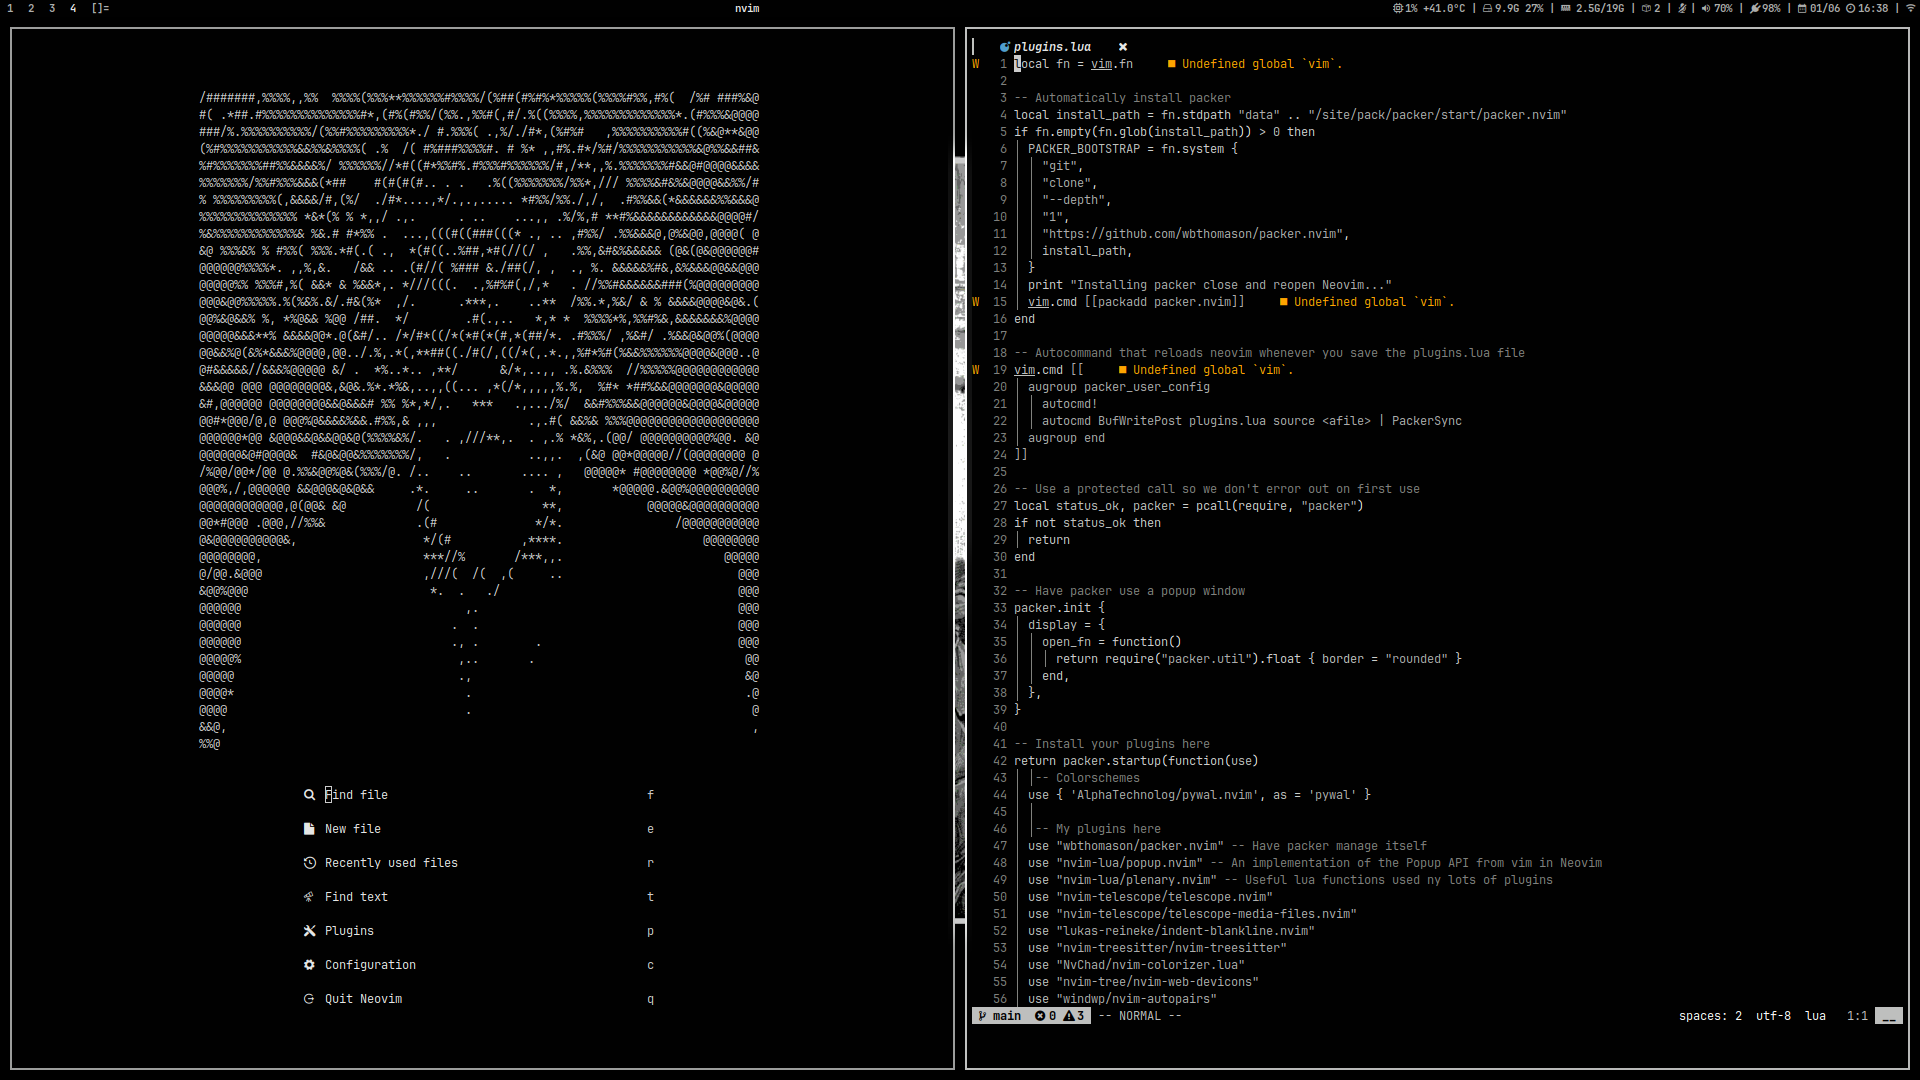 1 2 3 4 []=
nvim
1% +41.0°C | 9.9G 27% | 2.5G/19G | 2 | | 70% | 98% | 01/06 16:38 |
Find file f
New file e
Recently used files r
Find text t
Plugins p
Configuration c
Quit Neovim q
plugins.lua ✖
W 1 local fn = vim.fn ■ Undefined global `vim`.
2
3 -- Automatically install packer
4 local install_path = fn.stdpath "data" .. "/site/pack/packer/start/packer.nvim"
5 if fn.empty(fn.glob(install_path)) > 0 then
6 PACKER_BOOTSTRAP = fn.system {
7 "git",
8 "clone",
9 "--depth",
10 "1",
11 "https://github.com/wbthomason/packer.nvim",
12 install_path,
13 }
14 print "Installing packer close and reopen Neovim..."
W 15 vim.cmd [[packadd packer.nvim]] ■ Undefined global `vim`.
16 end
17
18 -- Autocommand that reloads neovim whenever you save the plugins.lua file
W 19 vim.cmd [[ ■ Undefined global `vim`.
20 augroup packer_user_config
21 autocmd!
22 autocmd BufWritePost plugins.lua source <afile> | PackerSync
23 augroup end
24 ]]
25
26 -- Use a protected call so we don't error out on first use
27 local status_ok, packer = pcall(require, "packer")
28 if not status_ok then
29 return
30 end
31
32 -- Have packer use a popup window
33 packer.init {
34 display = {
35 open_fn = function()
36 return require("packer.util").float { border = "rounded" }
37 end,
38 },
39 }
40
41 -- Install your plugins here
42 return packer.startup(function(use)
43 -- Colorschemes
44 use { 'AlphaTechnolog/pywal.nvim', as = 'pywal' }
45
46 -- My plugins here
47 use "wbthomason/packer.nvim" -- Have packer manage itself
48 use "nvim-lua/popup.nvim" -- An implementation of the Popup API from vim in Neovim
49 use "nvim-lua/plenary.nvim" -- Useful lua functions used ny lots of plugins
50 use "nvim-telescope/telescope.nvim"
51 use "nvim-telescope/telescope-media-files.nvim"
52 use "lukas-reineke/indent-blankline.nvim"
53 use "nvim-treesitter/nvim-treesitter"
54 use "NvChad/nvim-colorizer.lua"
55 use "nvim-tree/nvim-web-devicons"
56 use "windwp/nvim-autopairs"
main 0 3 -- NORMAL -- spaces: 2 utf-8 lua 1:1 __